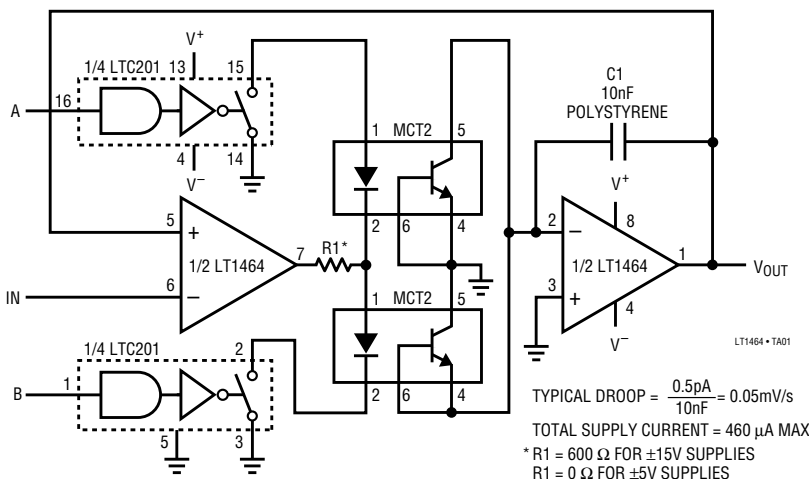 1/4 LTC201
V+
13
15
A
16
4
14
V–
1
MCT2
5
2
6
4
C1
10nF
POLYSTYRENE
5
+
7
R1*
1/2 LT1464
6
–
IN
V+
2
–
8
1/2 LT1464
1
VOUT
3
+
4
V–
1
MCT2
5
2
6
4
LT1464 • TA01
1/4 LTC201
2
B
1
5
3
TYPICAL DROOP = 0.5pA / 10nF = 0.05mV/s
TOTAL SUPPLY CURRENT = 460 µA MAX
* R1 = 600 Ω FOR ±15V SUPPLIES
R1 = 0 Ω FOR ±5V SUPPLIES